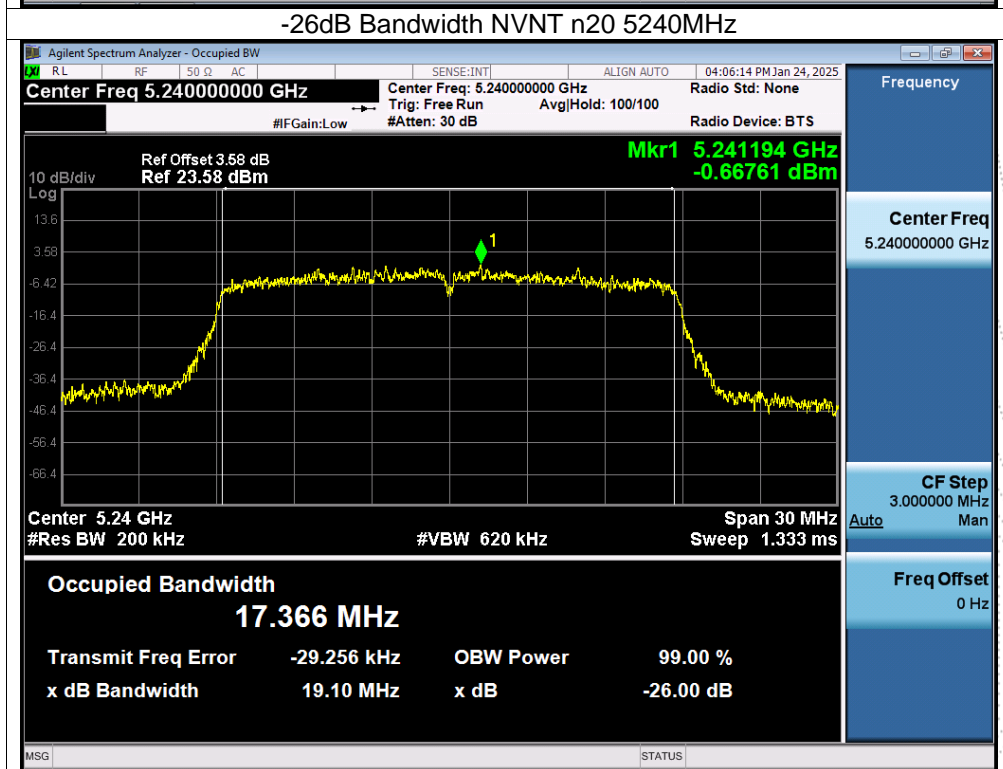 -26dB Bandwidth NVNT n20 5240MHz
Agilent Spectrum Analyzer - Occupied BW
LXI RL RF 50 Ω AC SENSE:INT ALIGN AUTO 04:06:14 PM Jan 24, 2025
Center Freq 5.240000000 GHz
Center Freq: 5.240000000 GHz
Radio Std: None
Trig: Free Run Avg|Hold: 100/100
#IFGain:Low
#Atten: 30 dB
Radio Device: BTS
Frequency
Mkr1 5.241194 GHz
-0.66761 dBm
Ref Offset 3.58 dB
10 dB/div Ref 23.58 dBm
Log
13.6
3.58
-6.42
-16.4
-26.4
-36.4
-46.4
-56.4
-66.4
1
Center 5.24 GHz Span 30 MHz
#Res BW 200 kHz #VBW 620 kHz Sweep 1.333 ms
Center Freq
5.240000000 GHz
CF Step
3.000000 MHz
Auto Man
Freq Offset
0 Hz
Occupied Bandwidth
17.366 MHz
Transmit Freq Error -29.256 kHz OBW Power 99.00 %
x dB Bandwidth 19.10 MHz x dB -26.00 dB
MSG STATUS